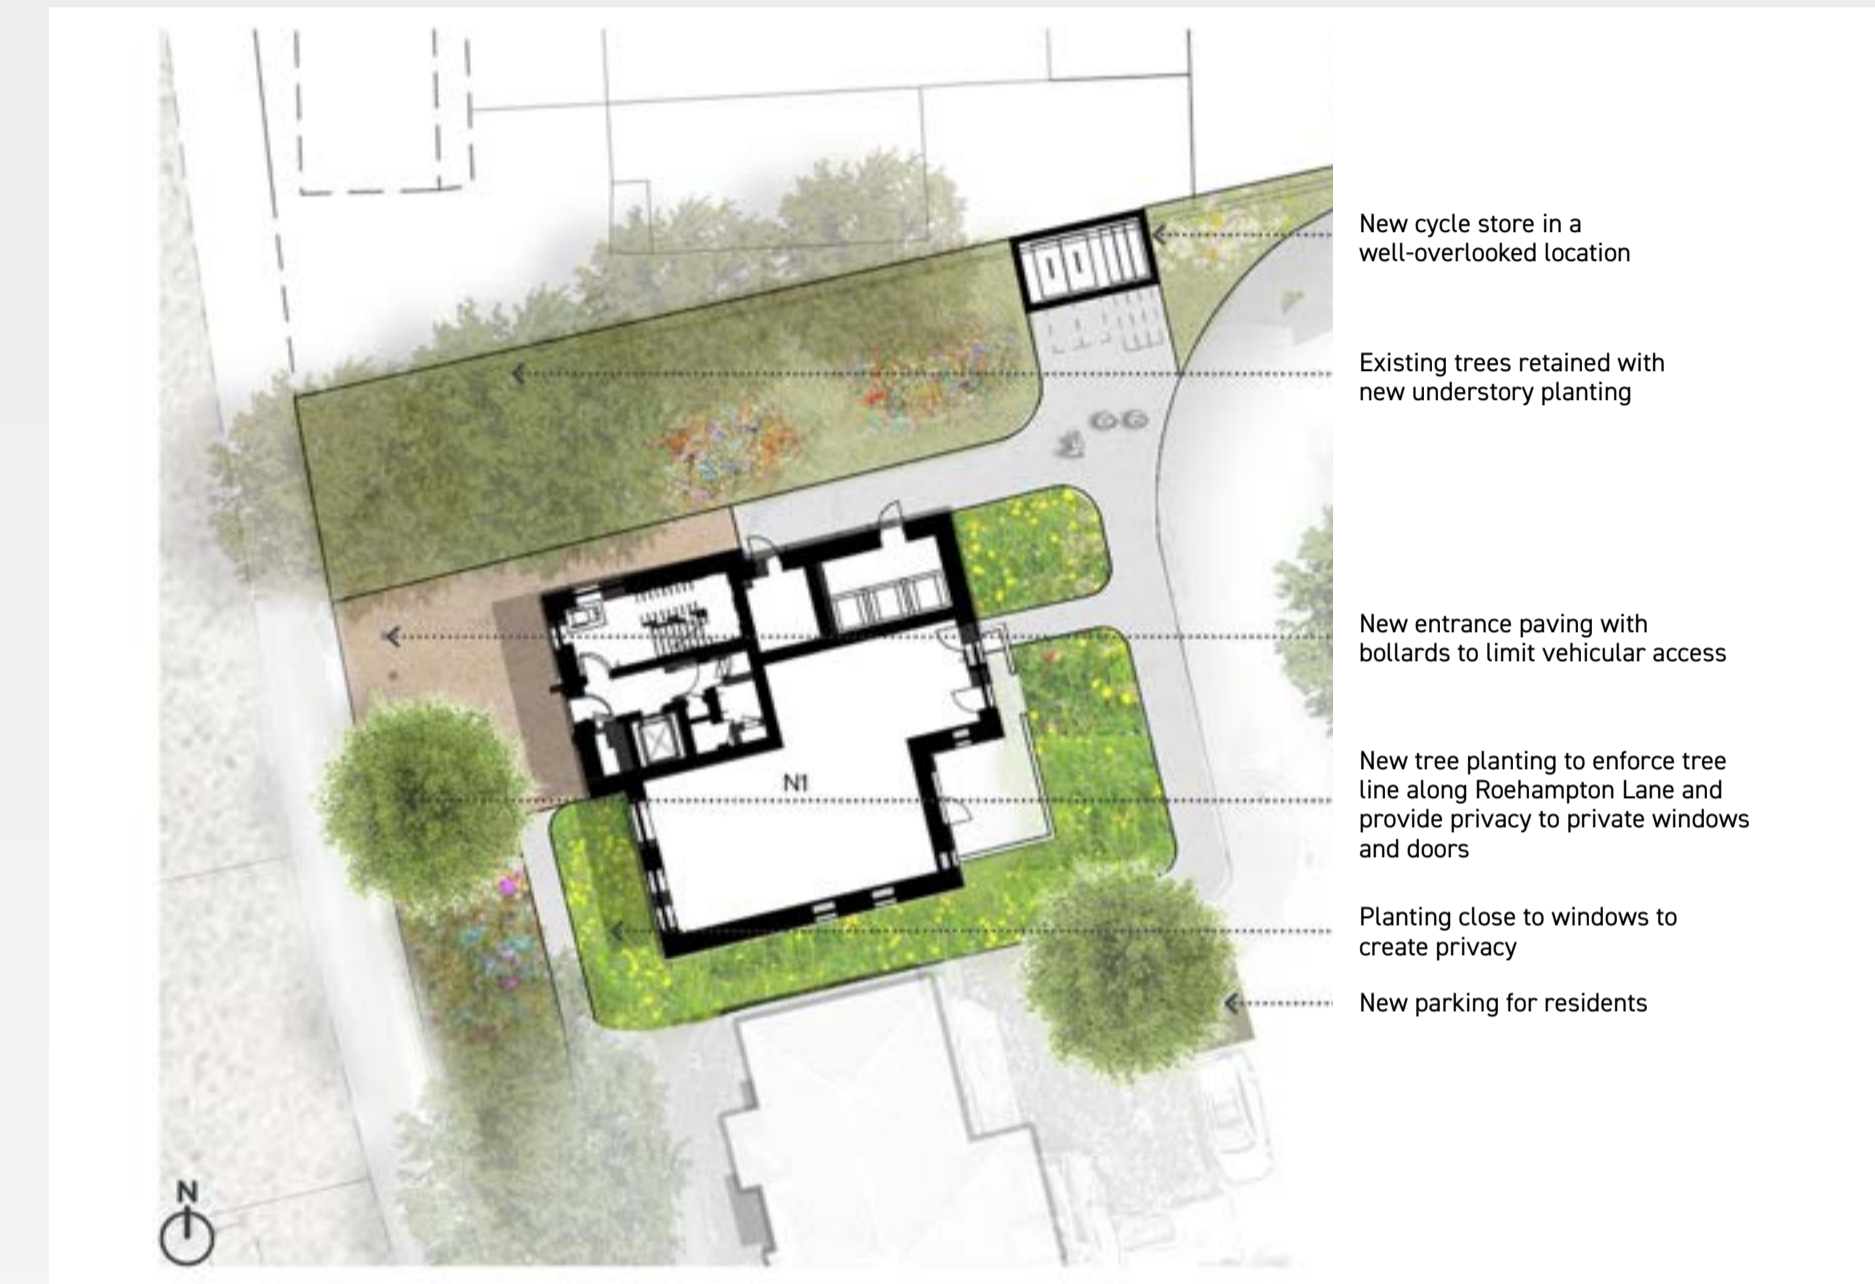 New cycle store in a
well-overlooked location
Existing trees retained with
new understory planting
New entrance paving with
bollards to limit vehicular access
N1
New tree planting to enforce tree
line along Roehampton Lane and
provide privacy to private windows
and doors
Planting close to windows to
create privacy
New parking for residents
N